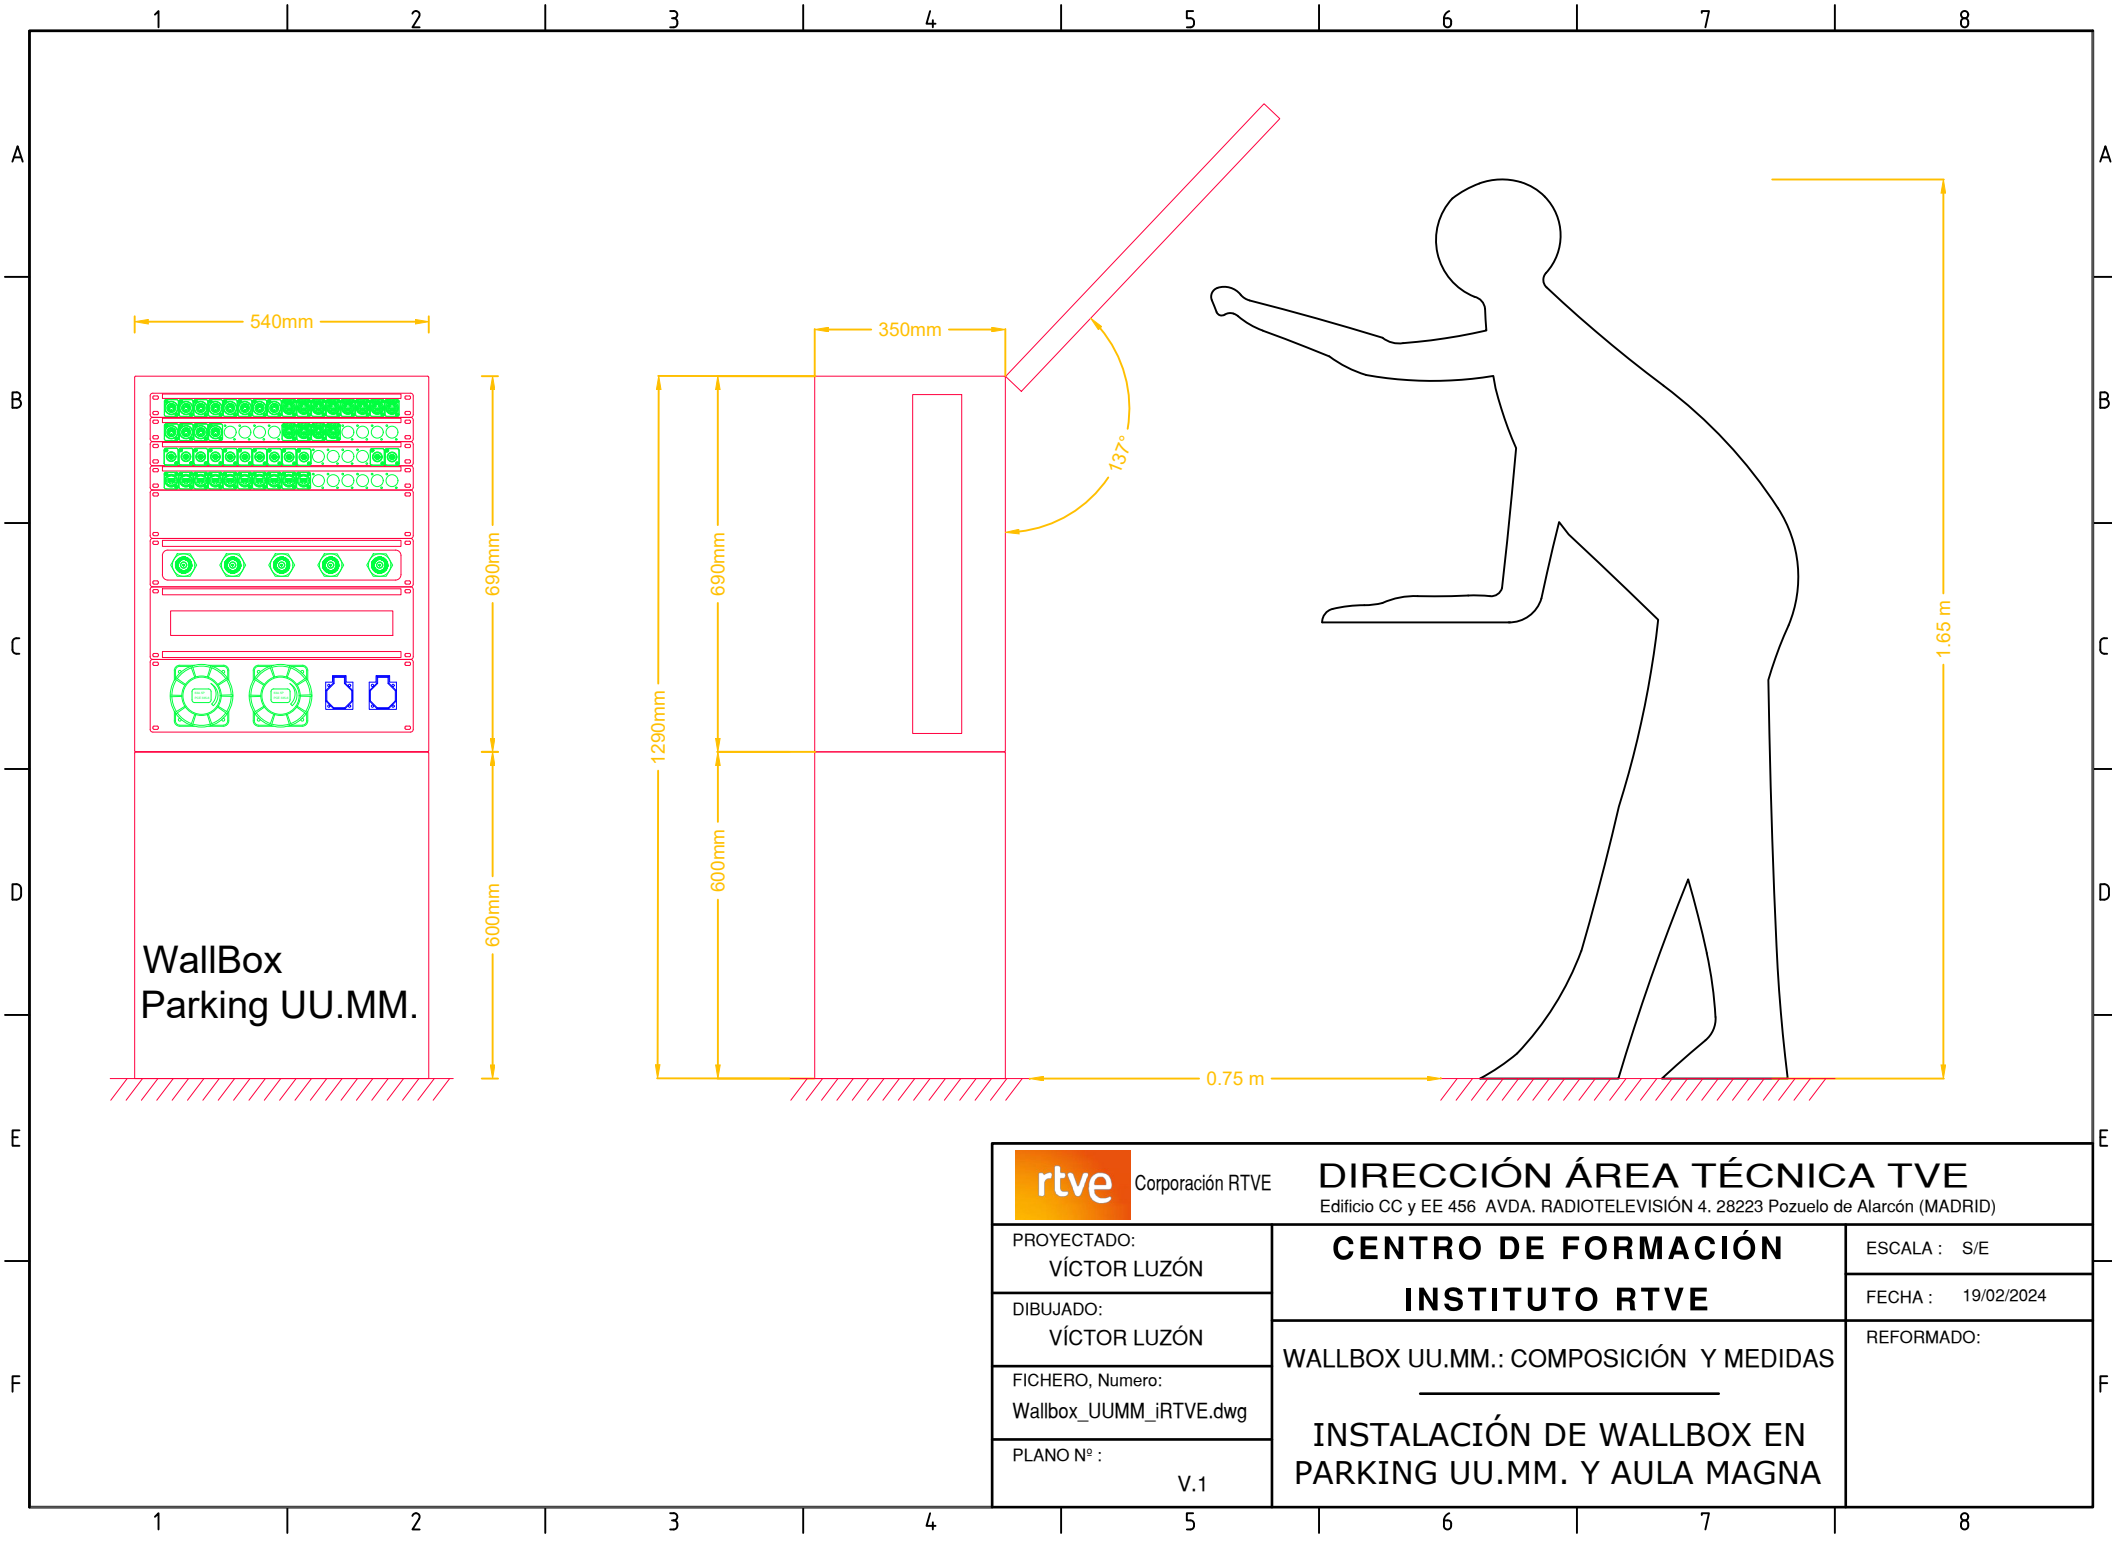 1 2 3 4 5 6 7 8
A A
B B
C C
D D
E E
F F
540mm
690mm
600mm
WallBox
Parking UU.MM.
350mm
137°
690mm
1290mm
600mm
0.75 m
1.65 m
rtve Corporación RTVE
DIRECCIÓN ÁREA TÉCNICA TVE
Edificio CC y EE 456 AVDA. RADIOTELEVISIÓN 4. 28223 Pozuelo de Alarcón (MADRID)
PROYECTADO:
VÍCTOR LUZÓN
DIBUJADO:
VÍCTOR LUZÓN
FICHERO, Numero:
Wallbox_UUMM_iRTVE.dwg
PLANO Nº :
V.1
CENTRO DE FORMACIÓN
INSTITUTO RTVE
WALLBOX UU.MM.: COMPOSICIÓN Y MEDIDAS
INSTALACIÓN DE WALLBOX EN
PARKING UU.MM. Y AULA MAGNA
ESCALA : S/E
FECHA : 19/02/2024
REFORMADO:
1 2 3 4 5 6 7 8